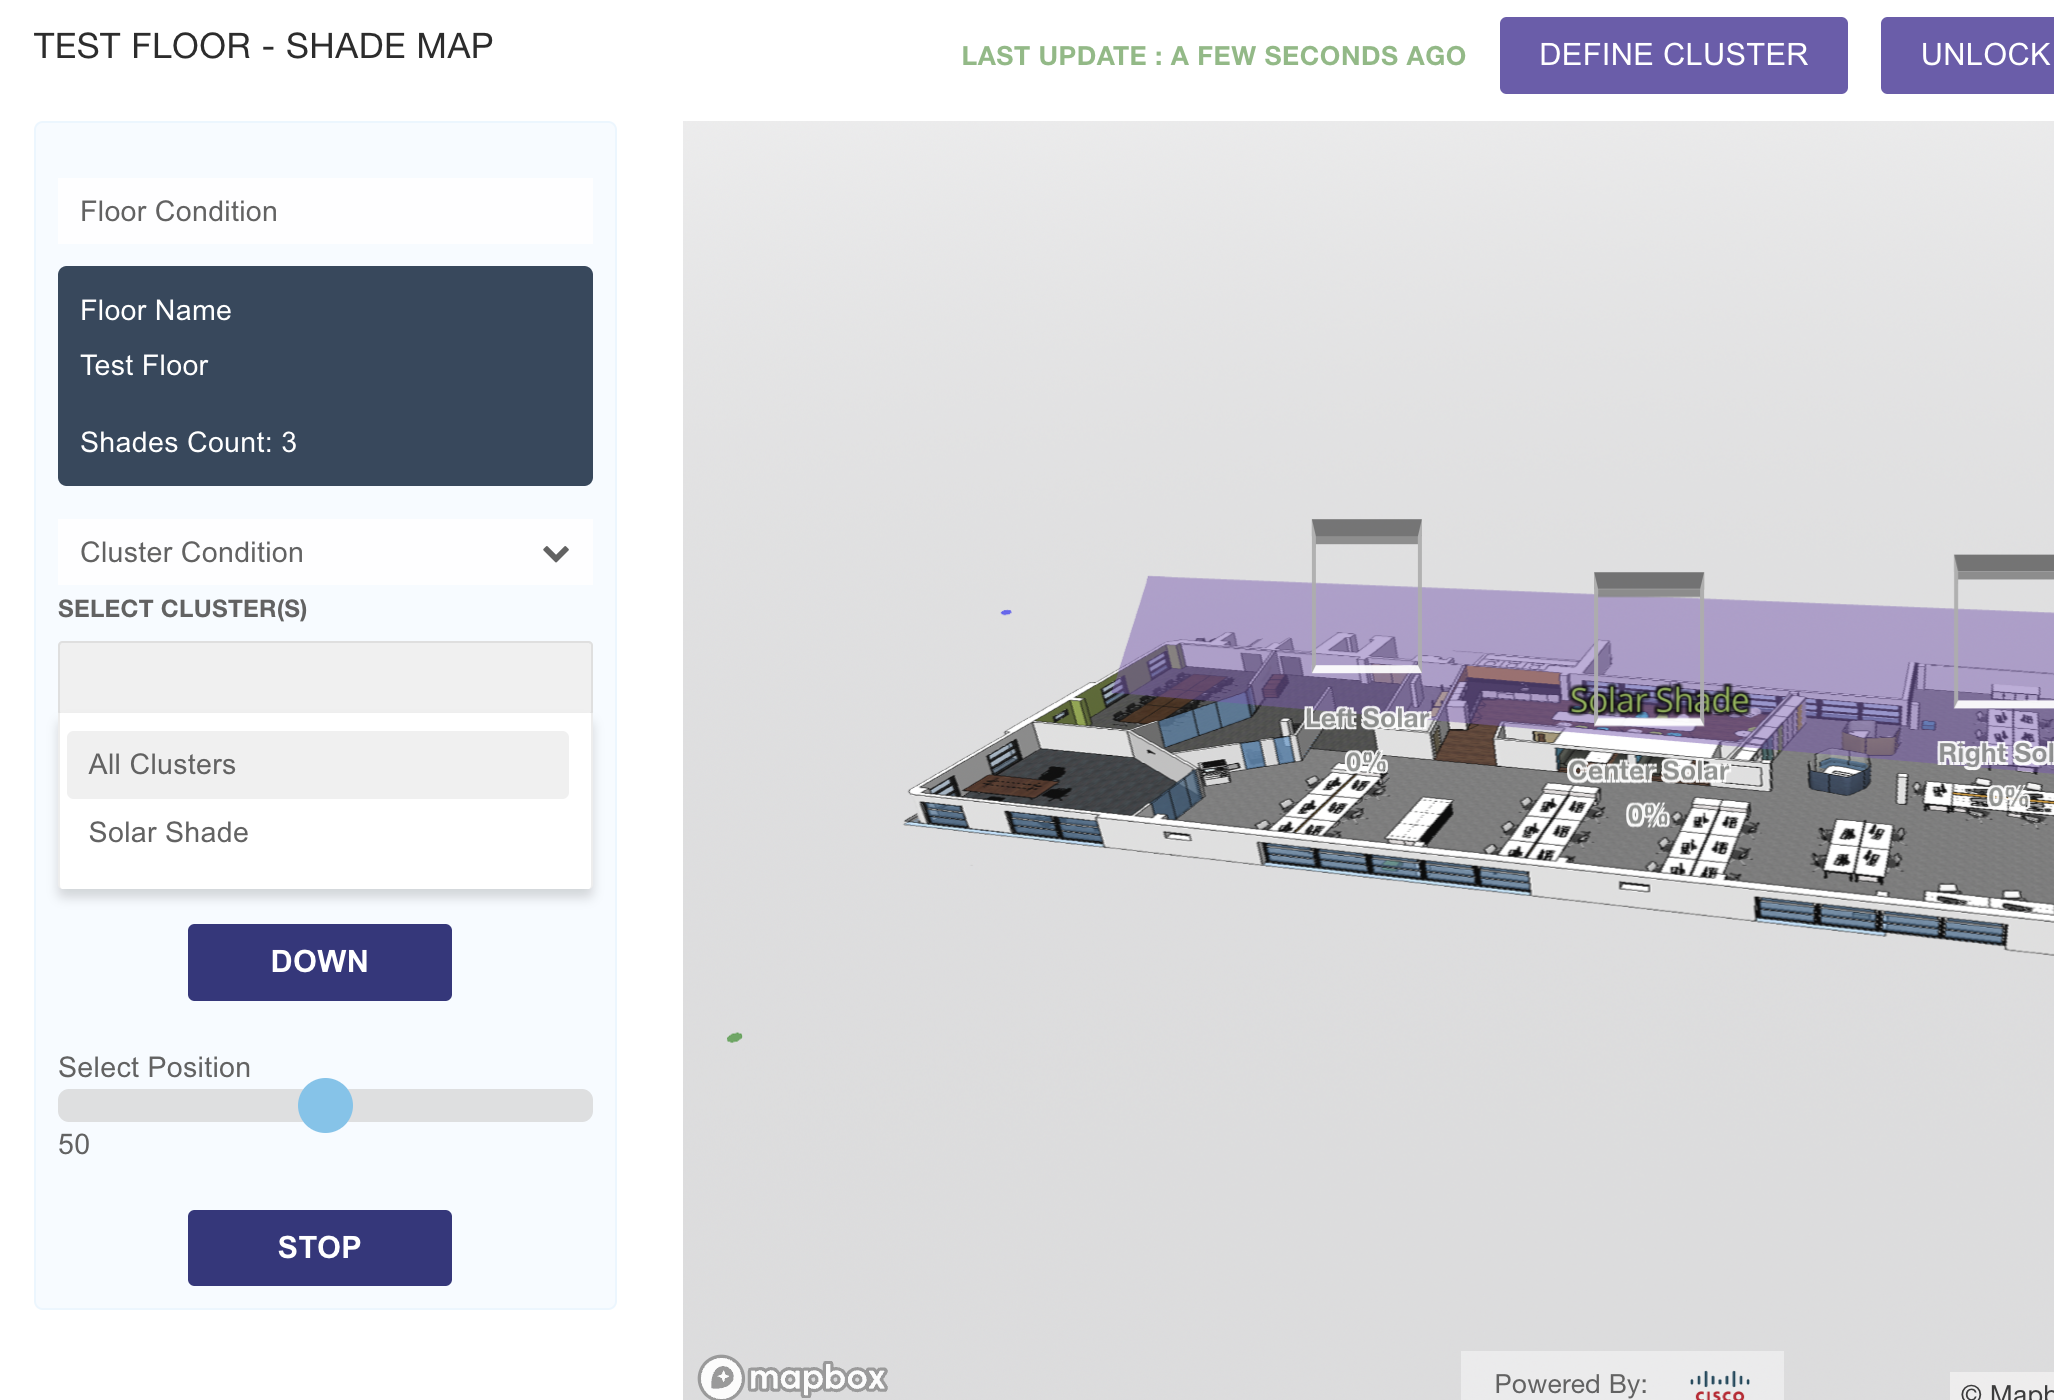 TEST FLOOR - SHADE MAP
LAST UPDATE : A FEW SECONDS AGO
DEFINE CLUSTER
UNLOCK
Floor Condition
Floor Name
Test Floor
Shades Count: 3
Cluster Condition
SELECT CLUSTER(S)
All Clusters
Solar Shade
DOWN
Select Position
50
STOP
Solar Shade
Left Solar
0%
Center Solar
0%
Right Sol
0%
mapbox
Powered By:
CISCO
© Mapb